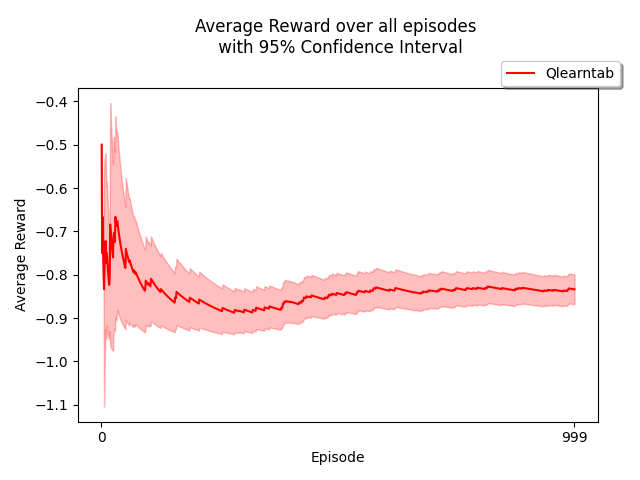 Average Reward over all episodes
with 95% Confidence Interval
Qlearntab
−0.4
−0.5
−0.6
−0.7
−0.8
−0.9
−1.0
−1.1
Average Reward
0 999
Episode